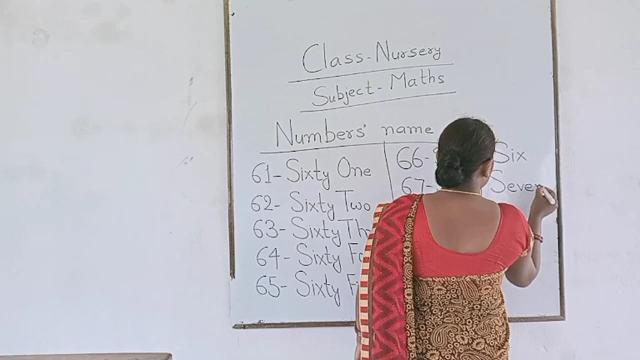 Class-Nursery
Subject-Maths
Numbers' name
61-Sixty One
62-Sixty Two
63-Sixty
64-Sixty
65-Sixty
66- Six
67- Seven